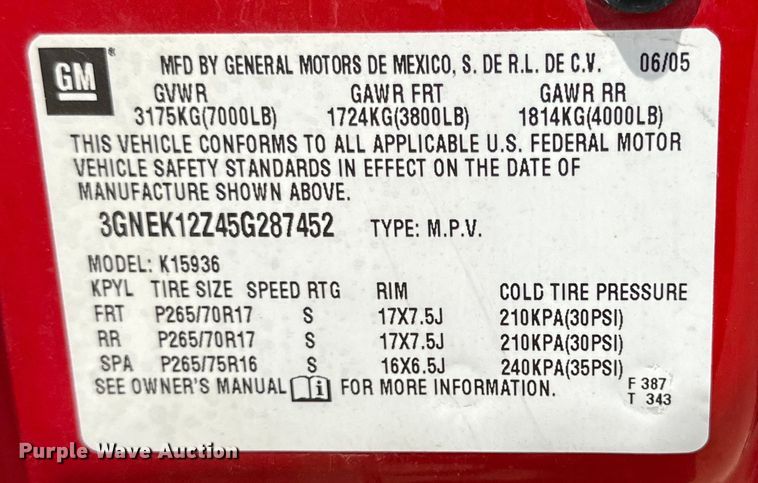 GM®
MFD BY GENERAL MOTORS DE MEXICO, S. DE R.L. DE C.V. 06/05
GVWR GAWR FRT GAWR RR
3175KG(7000LB) 1724KG(3800LB) 1814KG(4000LB)
THIS VEHICLE CONFORMS TO ALL APPLICABLE U.S. FEDERAL MOTOR
VEHICLE SAFETY STANDARDS IN EFFECT ON THE DATE OF
MANUFACTURE SHOWN ABOVE.
3GNEK12Z45G287452 TYPE: M.P.V.
MODEL: K15936
KPYL TIRE SIZE SPEED RTG RIM COLD TIRE PRESSURE
FRT P265/70R17 S 17X7.5J 210KPA(30PSI)
RR P265/70R17 S 17X7.5J 210KPA(30PSI)
SPA P265/75R16 S 16X6.5J 240KPA(35PSI)
SEE OWNER'S MANUAL i FOR MORE INFORMATION.
F 387
T 343
Purple Wave Auction